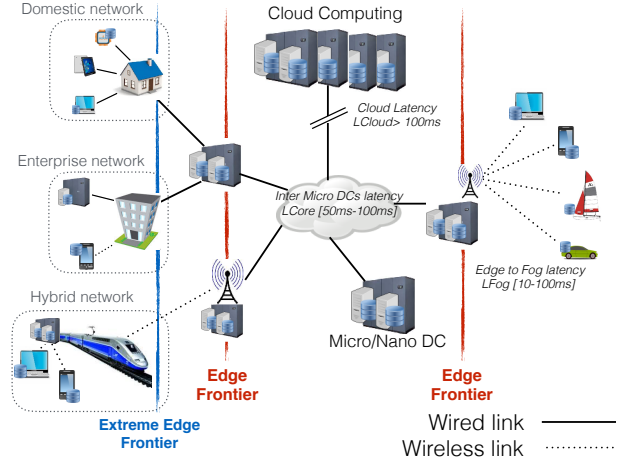 Domestic network
Cloud Computing
Cloud Latency
LCloud> 100ms
Enterprise network
Inter Micro DCs latency
LCore [50ms-100ms]
Edge to Fog latency
LFog [10-100ms]
Hybrid network
Micro/Nano DC
Edge
Frontier
Edge
Frontier
Extreme Edge
Frontier
Wired link
Wireless link